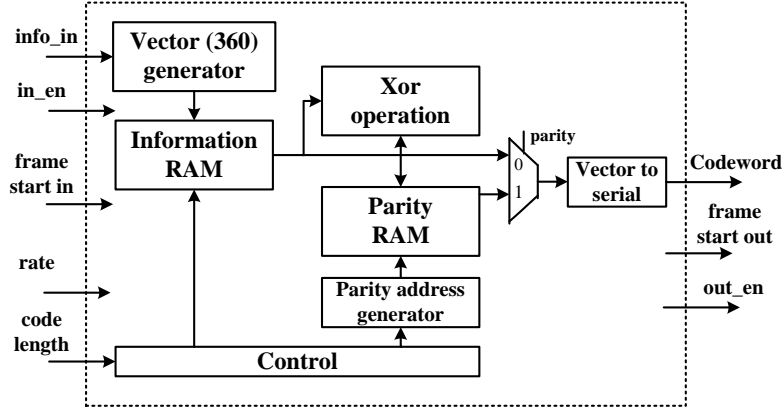 info_in
in_en
frame
start in
rate
code
length
Vector (360)
generator
Information
RAM
Xor
operation
Parity
RAM
Parity address
generator
Control
parity
0
1
Vector to
serial
Codeword
frame
start out
out_en